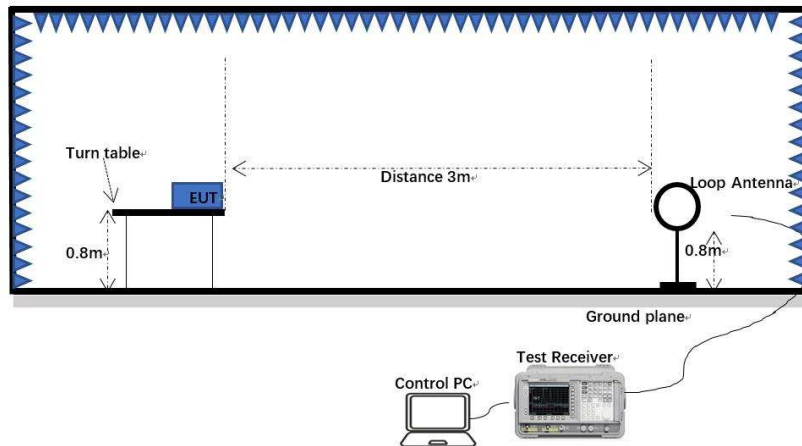 Turn table
EUT
Distance 3m
Loop Antenna
0.8m
0.8m
Ground plane
Test Receiver
Control PC